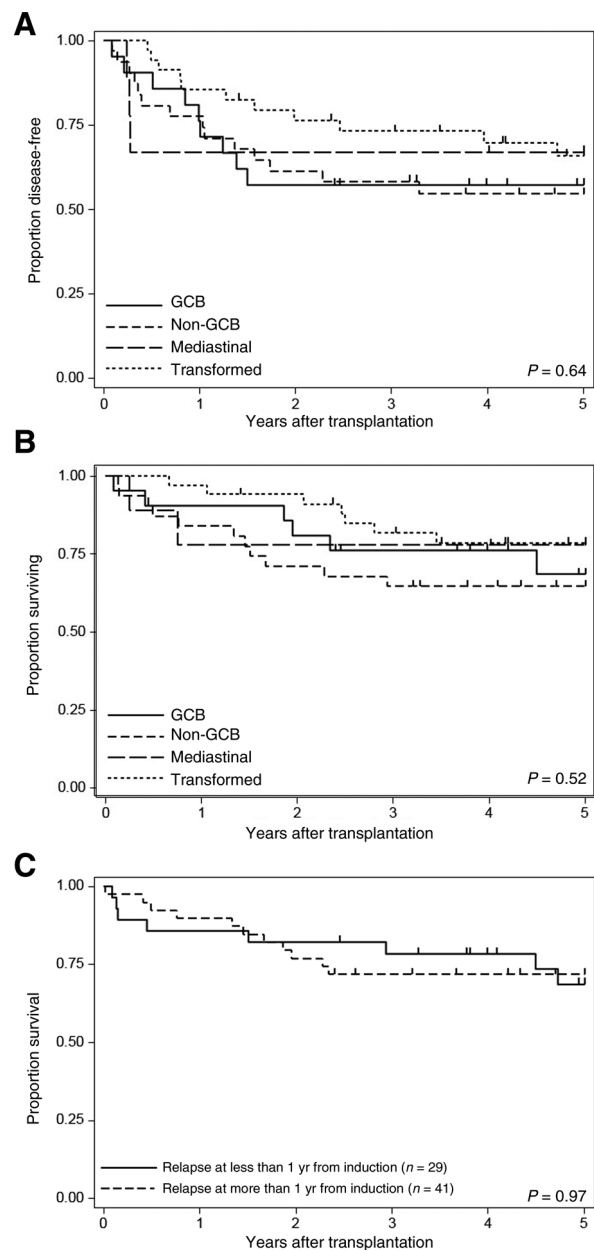 A
1.00
0.75
0.50
0.25
0.00
Proportion disease-free
GCB
Non-GCB
Mediastinal
Transformed
P = 0.64
0 1 2 3 4 5
Years after transplantation
B
1.00
0.75
0.50
0.25
0.00
Proportion surviving
GCB
Non-GCB
Mediastinal
Transformed
P = 0.52
0 1 2 3 4 5
Years after transplantation
C
1.00
0.75
0.50
0.25
0.00
Proportion survival
Relapse at less than 1 yr from induction (n = 29)
Relapse at more than 1 yr from induction (n = 41)
P = 0.97
0 1 2 3 4 5
Years after transplantation